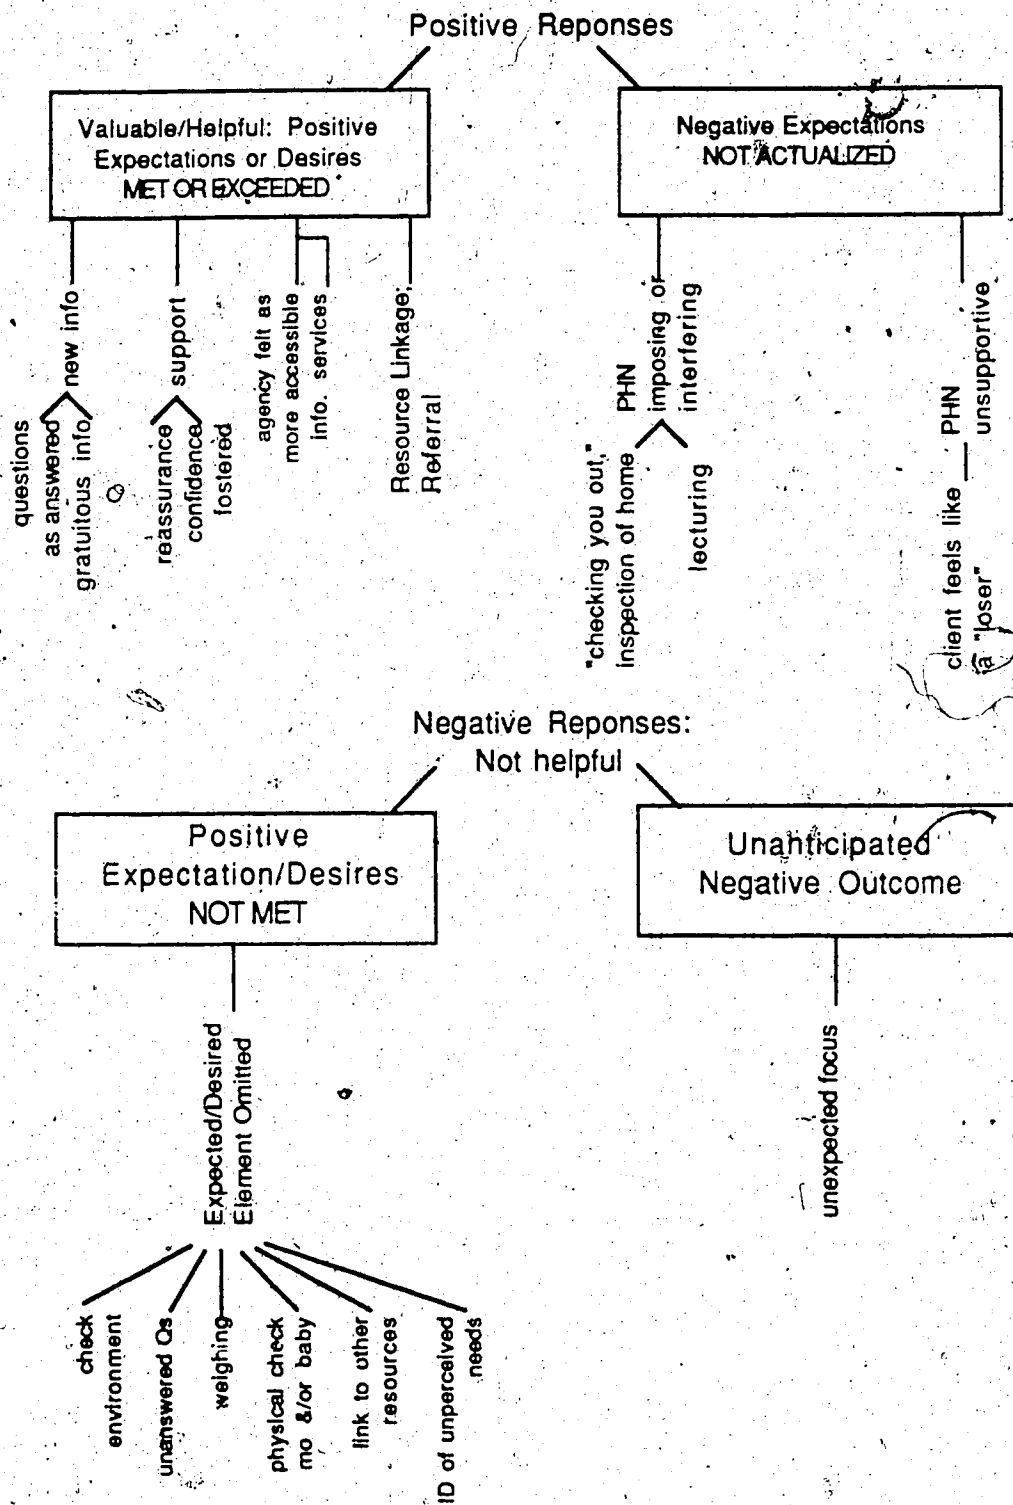 Positive Reponses
Valuable/Helpful: Positive
Expectations or Desires
MET OR EXCEEDED
Negative Expectations
NOT ACTUALIZED
new info
questions
as answered
gratuitous info
support
reassurance
confidence
fostered
agency felt as
more accessible
info. services
Resource Linkage;
Referral
PHN
imposing or
interfering
"checking you out,"
inspection of home
lecturing
PHN
unsupportive
client feels like
a "loser"
Negative Reponses:
Not helpful
Positive
Expectation/Desires
NOT MET
Unanticipated
Negative Outcome
Expected/Desired
Element Omitted
check
environment
unanswered Qs
weighing
physical check
mo &/or baby
link to other
resources
ID of unperceived
needs
unexpected focus